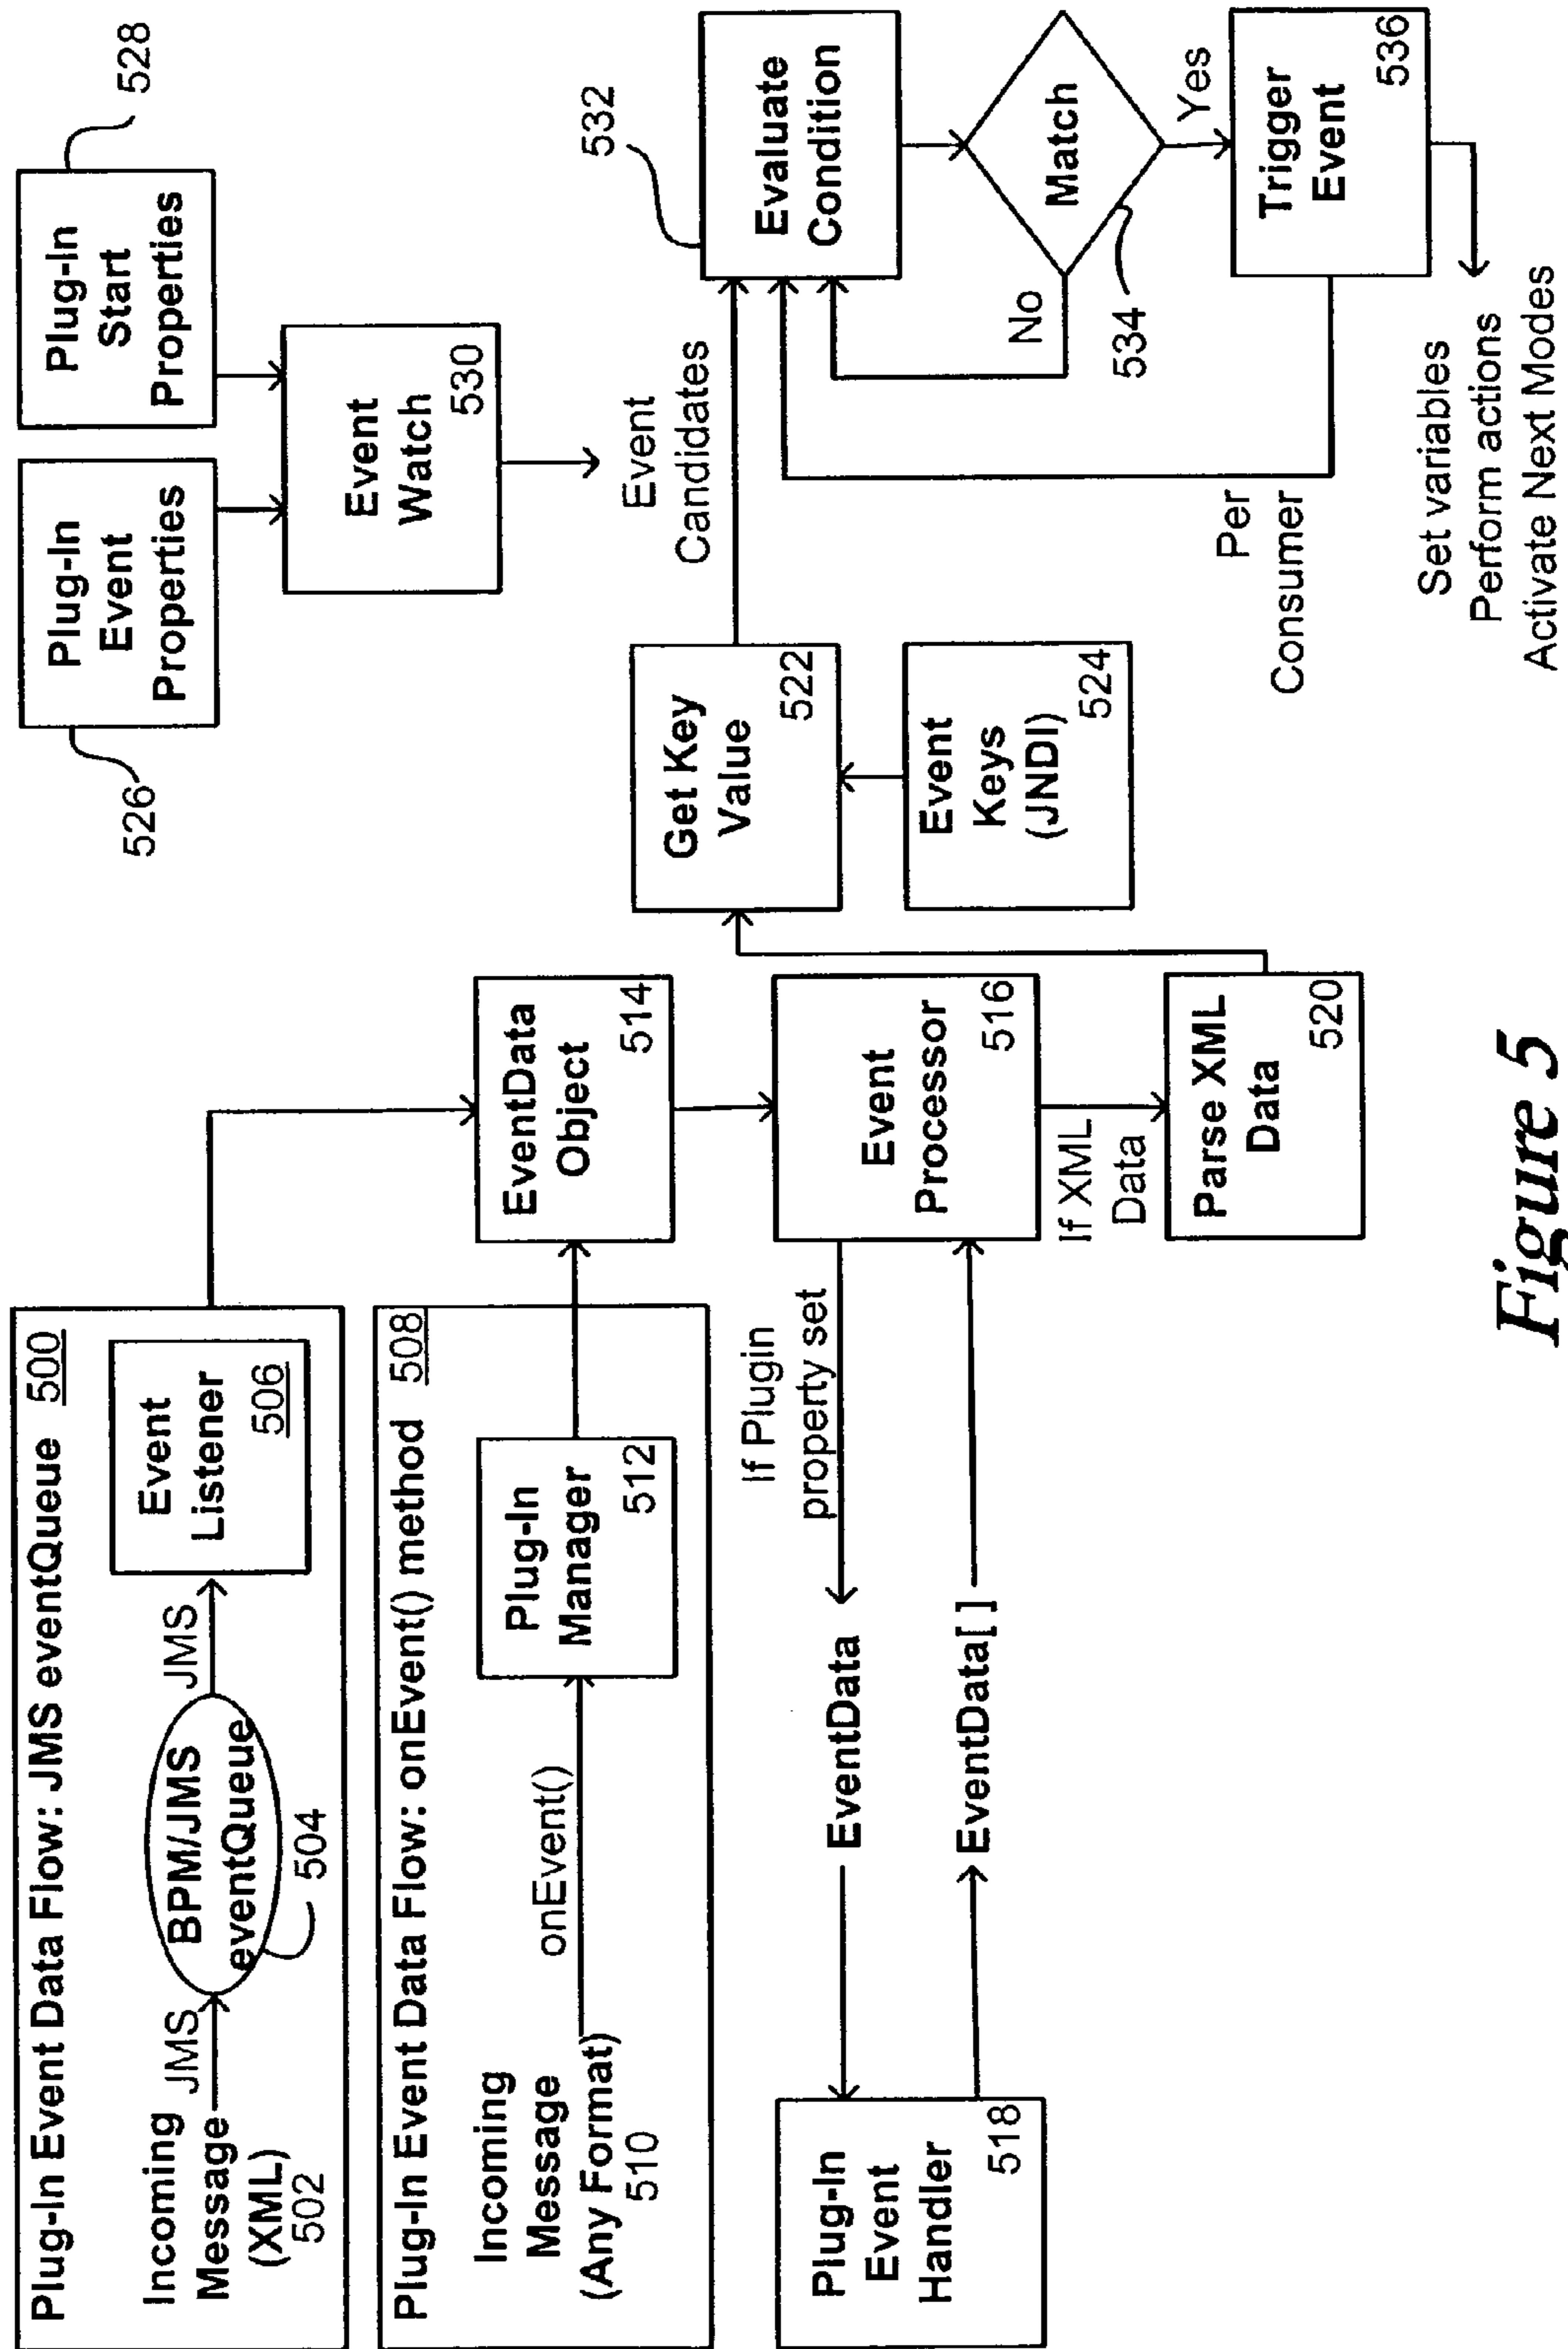 Plug-In Event Data Flow: JMS eventQueue 500
Incoming
Message
(XML)
502
JMS
BPM/JMS
eventQueue
504
JMS
Event
Listener
506
Plug-In Event Data Flow: onEvent() method 508
Incoming
Message
(Any Format)
510
onEvent()
Plug-In
Manager
512
EventData
Object
514
Event
Processor
516
If Plugin
property set
EventData
EventData[ ]
Plug-In
Event
Handler
518
If XML
Data
Parse XML
Data
520
Get Key
Value
522
Event
Keys
(JNDI)
524
526
Plug-In
Event
Properties
Plug-In
Start
Properties
528
Event
Watch
530
Event
Candidates
532
Evaluate
Condition
Match
534
No
Yes
Trigger
Event
536
Per
Consumer
Set variables
Perform actions
Activate Next Modes
Figure 5